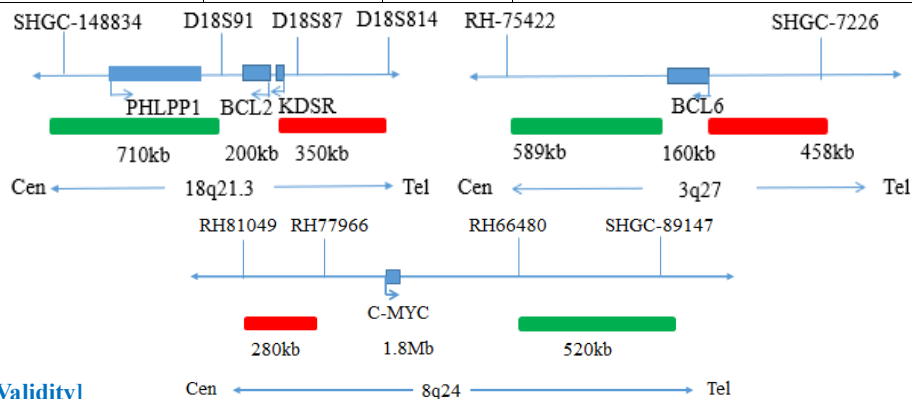 SHGC-148834 D18S91 D18S87 D18S814 RH-75422 SHGC-7226
PHLPP1 BCL2 KDSR BCL6
710kb 200kb 350kb 589kb 160kb 458kb
Cen 18q21.3 Tel Cen 3q27 Tel
RH81049 RH77966 RH66480 SHGC-89147
C-MYC
280kb 1.8Mb 520kb
Validity]
Cen 8q24 Tel